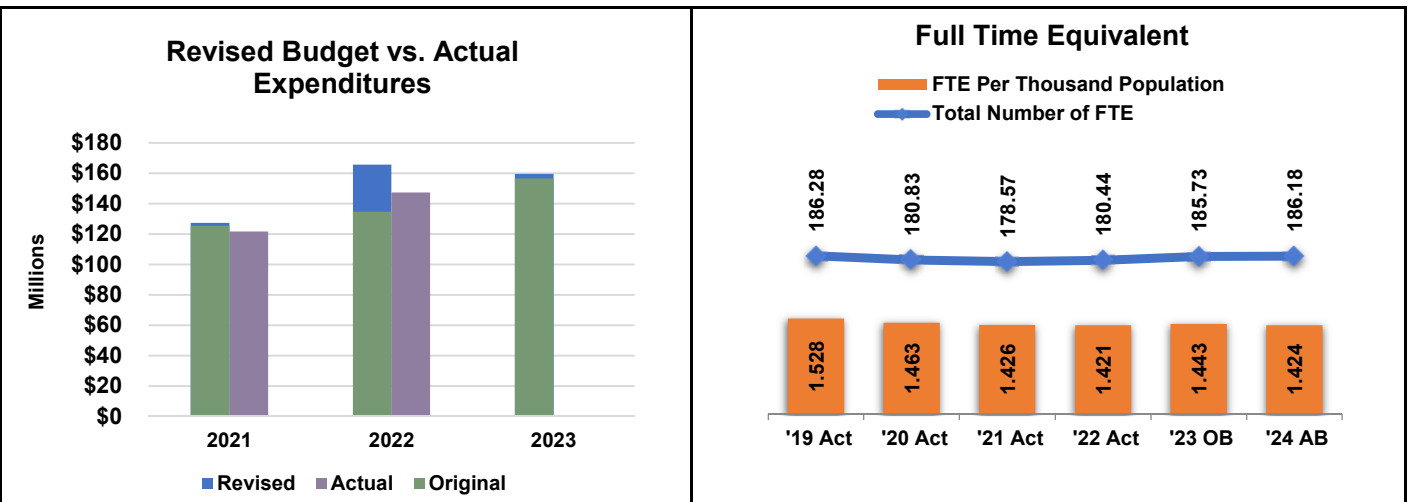 Revised Budget vs. Actual
Expenditures
Millions
$180
$160
$140
$120
$100
$80
$60
$40
$20
$0
2021 2022 2023
Revised Actual Original
Full Time Equivalent
FTE Per Thousand Population
Total Number of FTE
186.28 180.83 178.57 180.44 185.73 186.18
1.528 1.463 1.426 1.421 1.443 1.424
'19 Act '20 Act '21 Act '22 Act '23 OB '24 AB